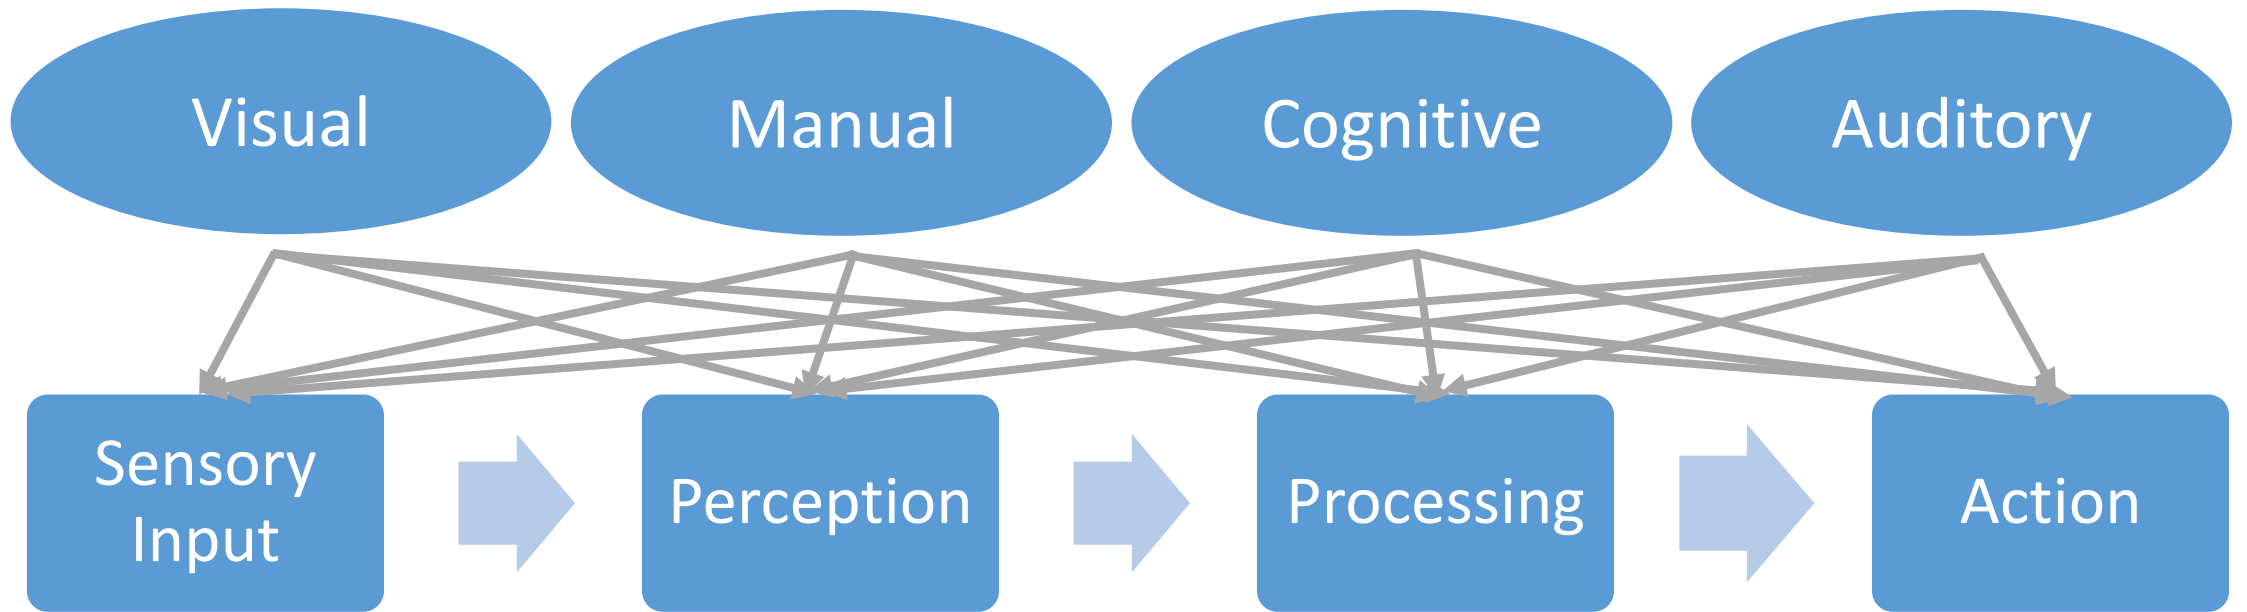 Visual
Manual
Cognitive
Auditory
Sensory
Input
Perception
Processing
Action